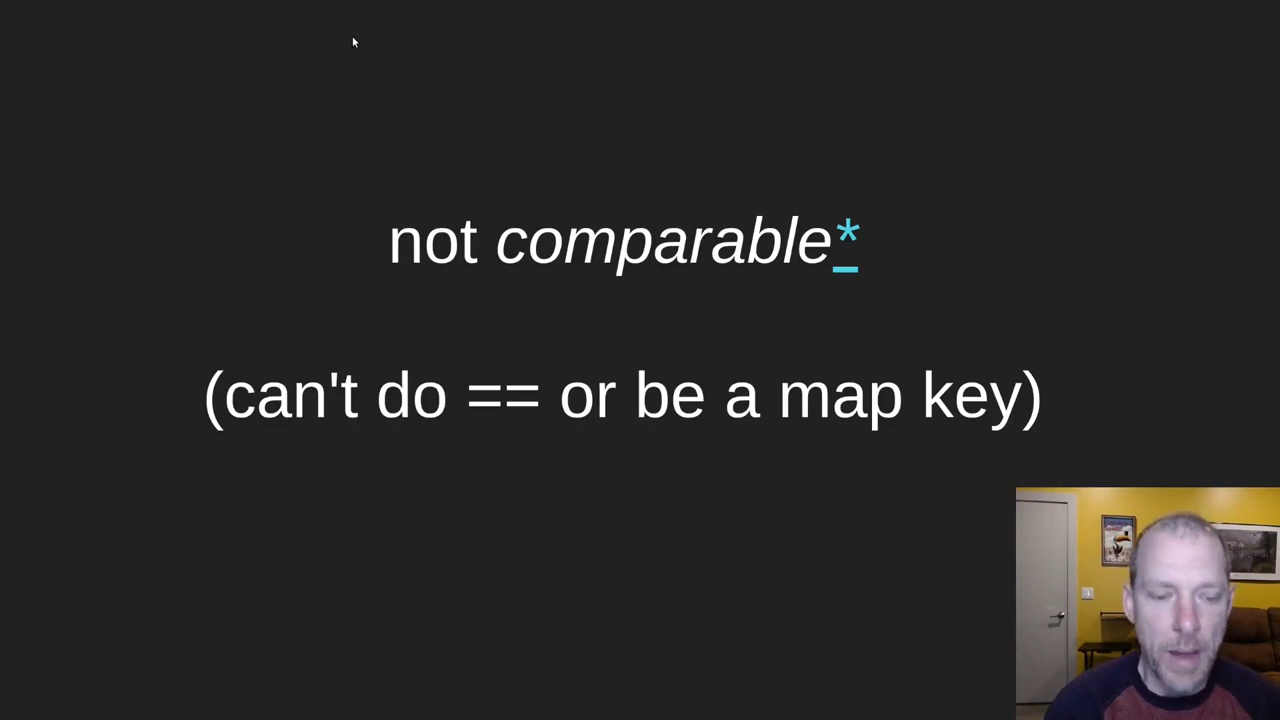 not comparable*
(can't do == or be a map key)